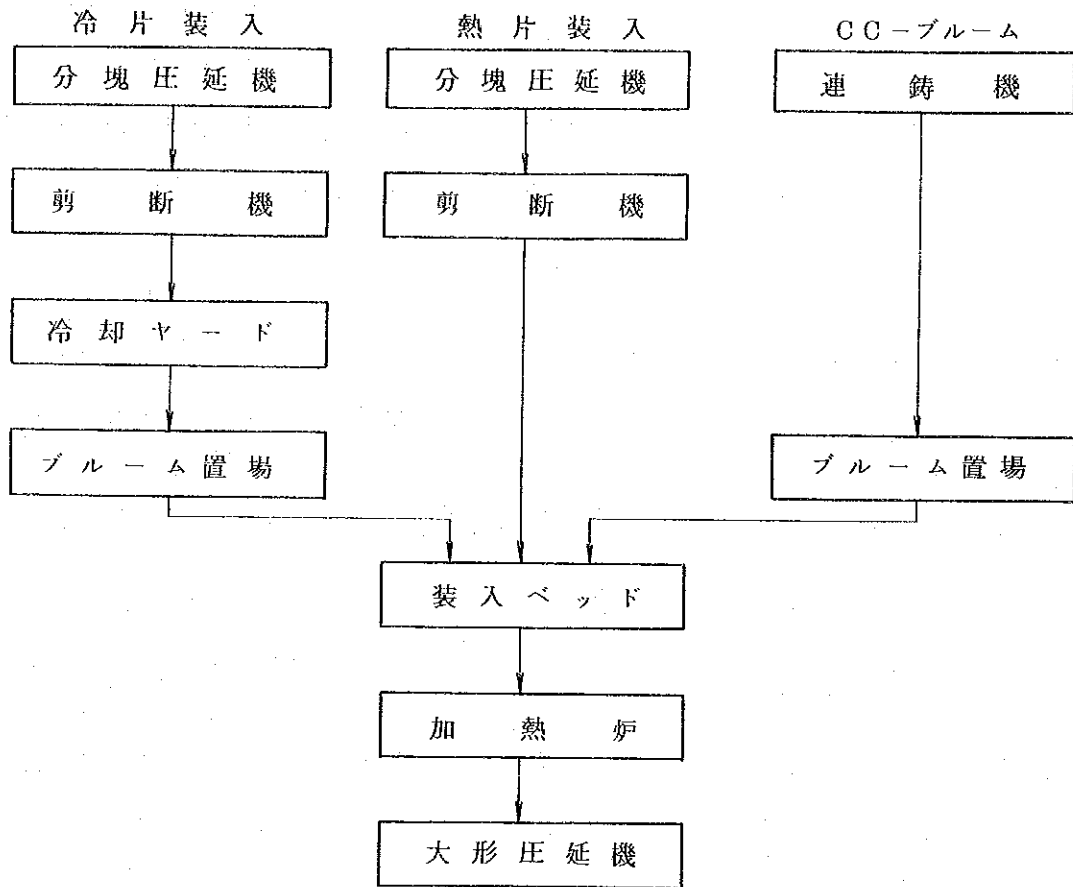 冷片装入
分塊圧延機
剪断機
冷却ヤード
ブルーム置場
熱片装入
分塊圧延機
剪断機
CC-ブルーム
連鋳機
ブルーム置場
装入ベッド
加熱炉
大形圧延機